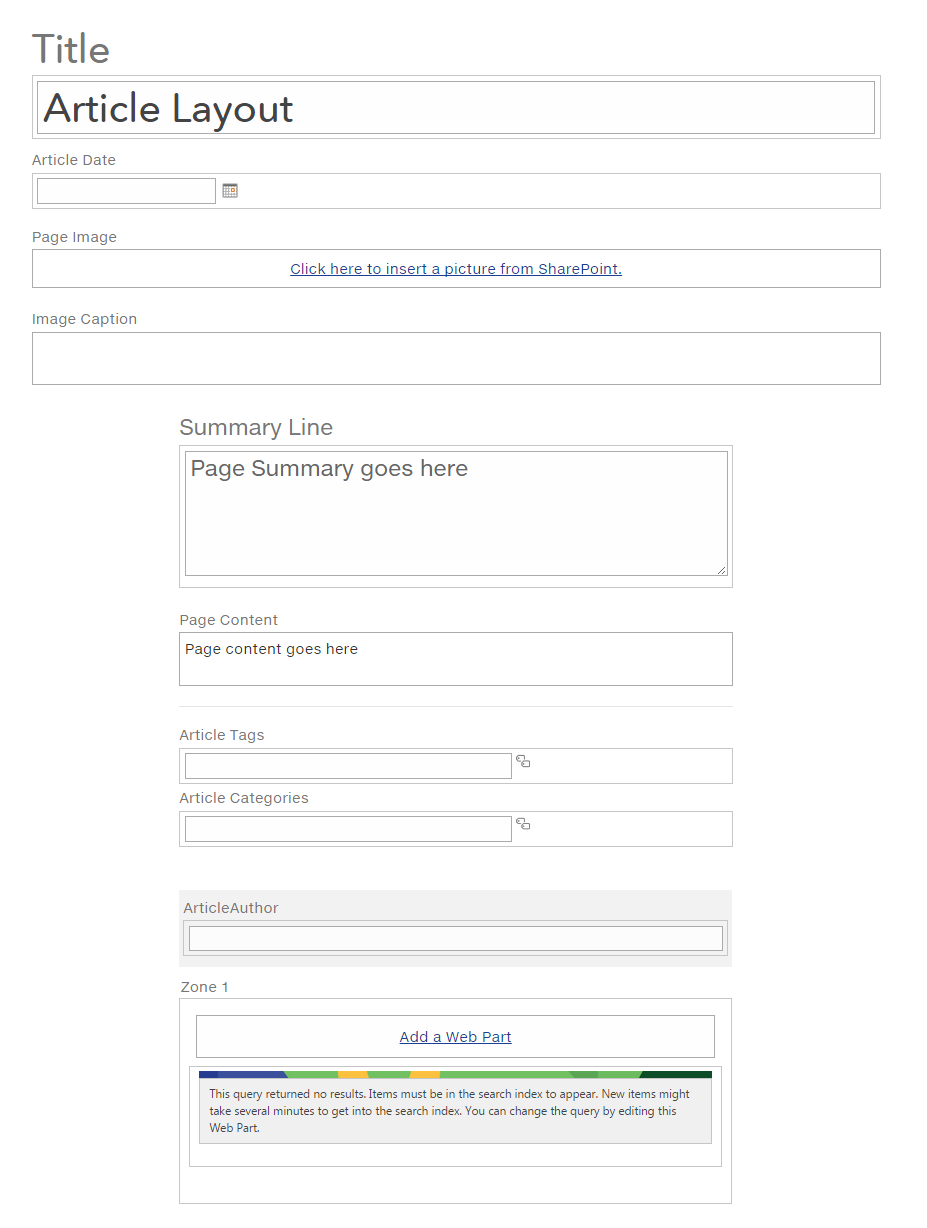 Title
Article Layout
Article Date
Page Image
Click here to insert a picture from SharePoint.
Image Caption
Summary Line
Page Summary goes here
Page Content
Page content goes here
Article Tags
Article Categories
ArticleAuthor
Zone 1
Add a Web Part
This query returned no results. Items must be in the search index to appear. New items might
take several minutes to get into the search index. You can change the query by editing this
Web Part.